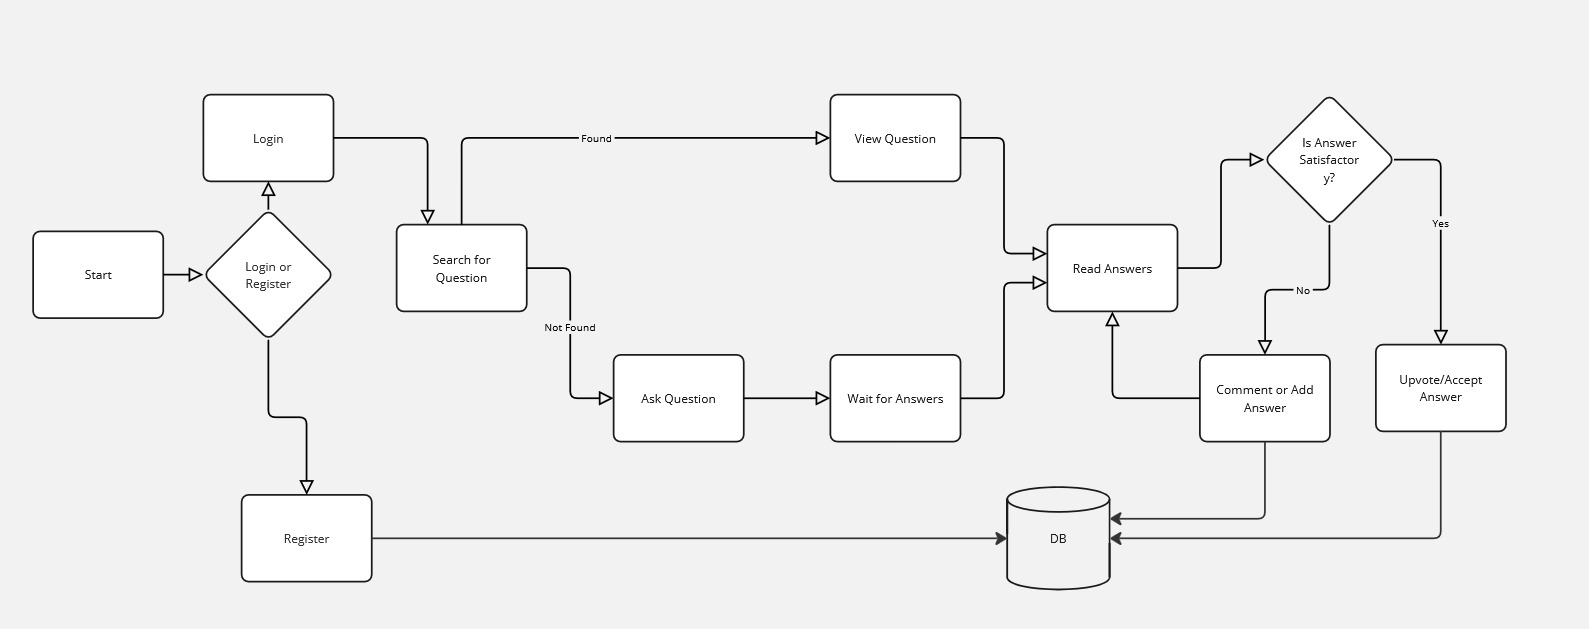 Login
Found
View Question
Is Answer
Satisfactor
y?
Start
Login or
Register
Search for
Question
Read Answers
Yes
No
Not Found
Ask Question
Wait for Answers
Comment or Add
Answer
Upvote/Accept
Answer
Register
DB